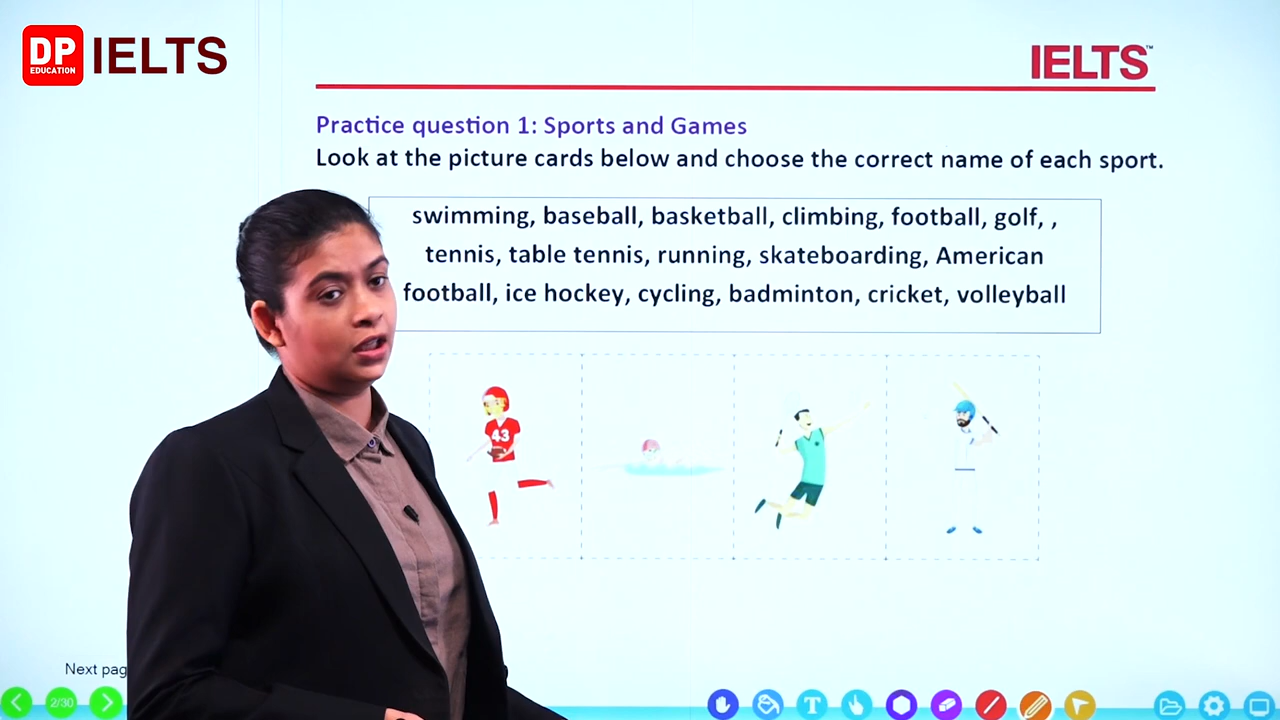 DP
EDUCATION
IELTS
IELTS™
Practice question 1: Sports and Games
Look at the picture cards below and choose the correct name of each sport.
swimming, baseball, basketball, climbing, football, golf, ,
tennis, table tennis, running, skateboarding, American
football, ice hockey, cycling, badminton, cricket, volleyball
43
Next pag
2/30
T